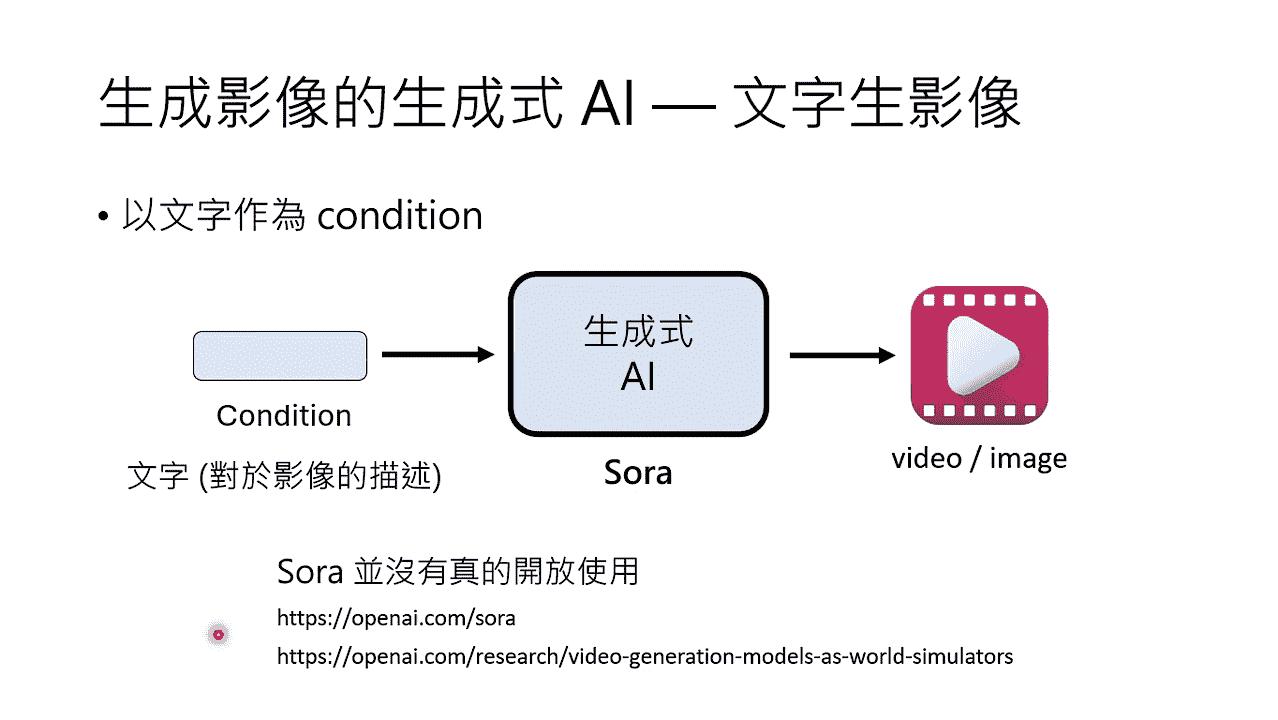 生成影像的生成式 AI — 文字生影像
• 以文字作為 condition
生成式
AI
Condition
文字 (對於影像的描述)
Sora
video / image
Sora 並沒有真的開放使用
https://openai.com/sora
https://openai.com/research/video-generation-models-as-world-simulators